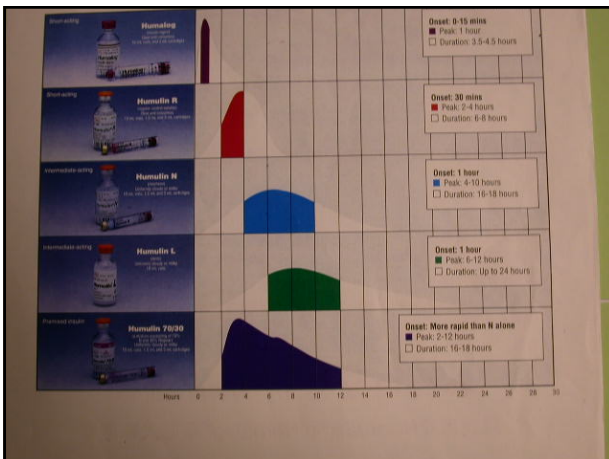 Short-acting
Humalog
Onset: 0-15 mins
Peak: 1 hour
Duration: 3.5-4.5 hours
Short-acting
Humulin R
Onset: 30 mins
Peak: 2-4 hours
Duration: 6-8 hours
Intermediate-acting
Humulin N
Onset: 1 hour
Peak: 4-10 hours
Duration: 16-18 hours
Intermediate-acting
Humulin L
Onset: 1 hour
Peak: 6-12 hours
Duration: Up to 24 hours
Premixed insulin
Humulin 70/30
Onset: More rapid than N alone
Peak: 2-12 hours
Duration: 16-18 hours
Hours 0 2 4 6 8 10 12 14 16 18 20 22 24 26 28 30